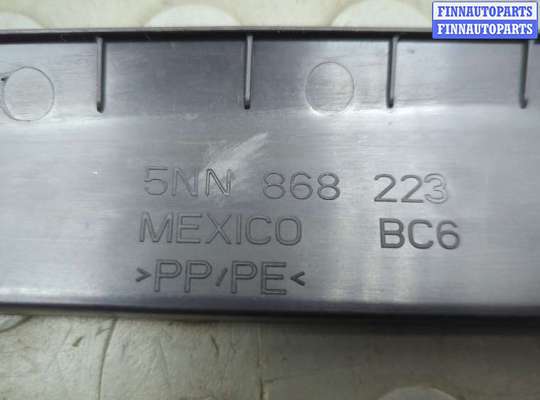 FINNAUTOPARTS
FINNAUTOPARTS
5NN 868 223
MEXICO BC6
>PP/PE<